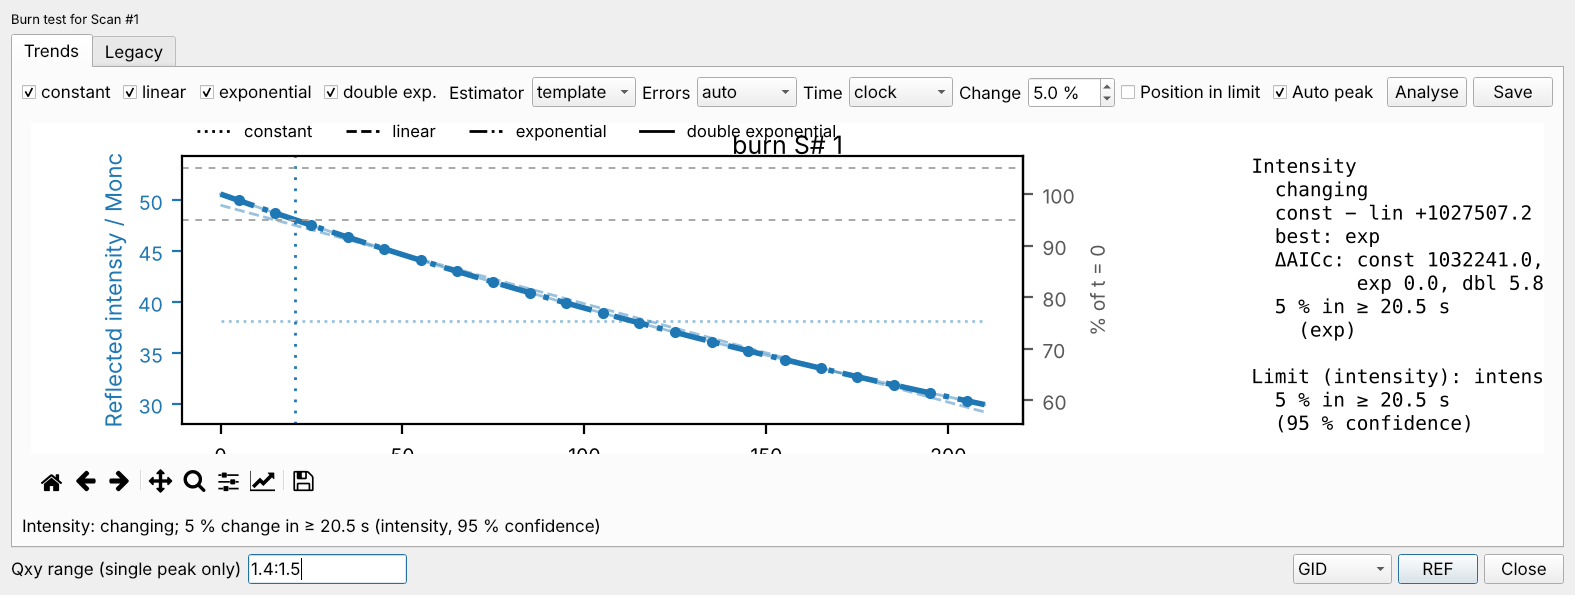 Burn test for Scan #1
Trends Legacy
constant linear exponential double exp. Estimator template Errors auto Time clock Change 5.0 % Position in limit Auto peak Analyse Save
constant linear exponential double exponential
burn S# 1
Reflected intensity / Monc
50
45
40
35
30
100
90
80
70
60
% of t = 0
0 50 100 150 200
Intensity
changing
const − lin +1027507.2
best: exp
ΔAICc: const 1032241.0,
exp 0.0, dbl 5.8
5 % in ≥ 20.5 s
(exp)
Limit (intensity): intens
5 % in ≥ 20.5 s
(95 % confidence)
Intensity: changing; 5 % change in ≥ 20.5 s (intensity, 95 % confidence)
Qxy range (single peak only) 1.4:1.5 GID REF Close